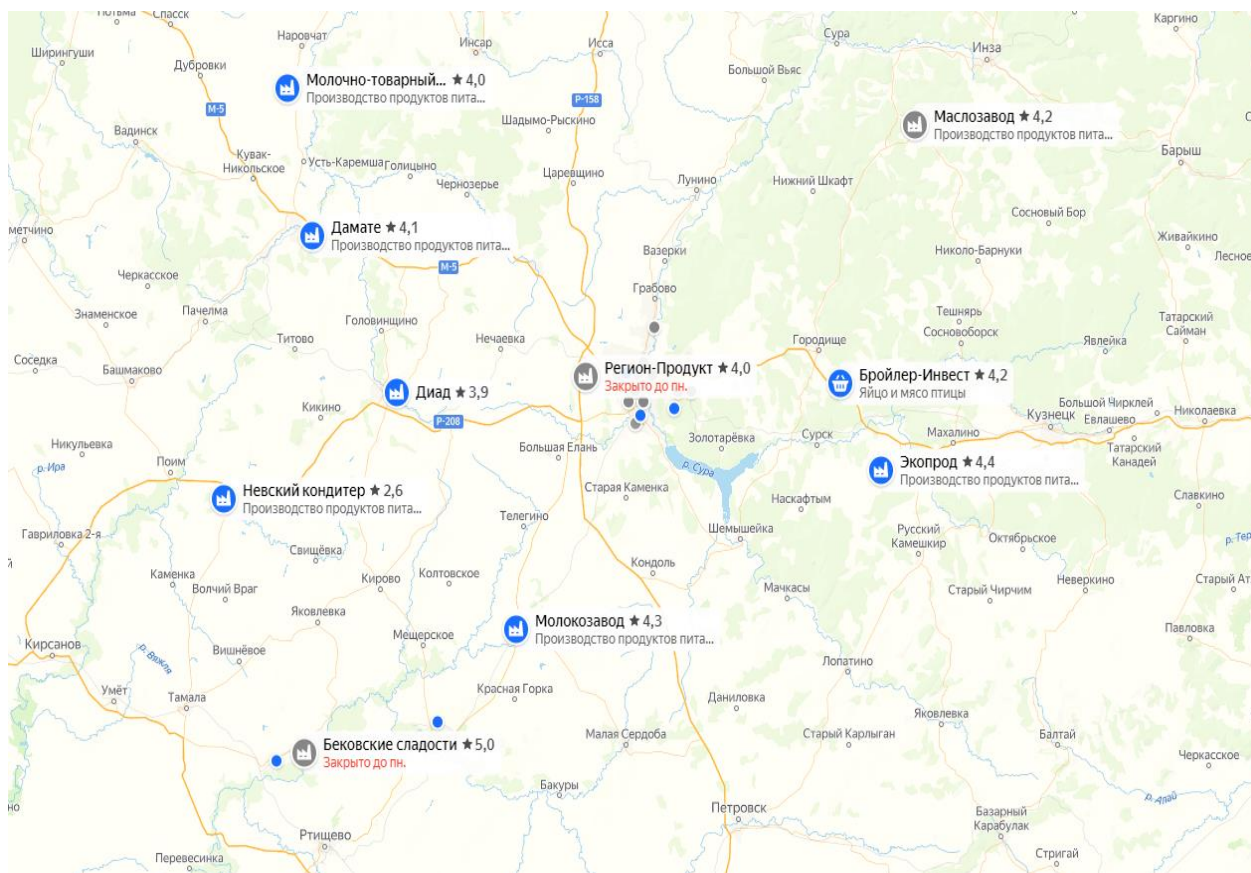 Потьма
Спасск
Каргино
Наровчат
Инсар
Исса
Сура
Инза
Ширингуши
Дубровки
Большой Вьяс
Молочно-товарный... ★ 4,0
Производство продуктов пита...
М-5
Р-158
Шадымо-Рыскино
Маслозавод ★ 4,2
Производство продуктов пита...
Вадинск
Барыш
Кувак-
Никольское
Усть-Каремша
Голицыно
Чернозерье
Царевщино
Лунино
Нижний Шкафт
Сосновый Бор
метчино
Дамате ★ 4,1
Производство продуктов пита...
Вазерки
Николо-Барнуки
Живайкино
Лесное
М-5
Черкасское
Грабово
Знаменское
Пачелма
Головинщино
Тешнярь
Сосновоборск
Татарский
Сайман
Титово
Нечаевка
Городище
Явлейка
Соседка
Башмаково
Регион-Продукт ★ 4,0
Закрыто до пн.
Бройлер-Инвест ★ 4,2
Яйцо и мясо птицы
Диад ★ 3,9
Кикино
Р-208
Большой Чирклей
Кузнецк
Евлашево
Николаевка
Никульевка
р. Ира
Поим
Большая Елань
Золотарёвка
Сурск
Махалино
Татарский
Канадей
р. Сура
Экопрод ★ 4,4
Производство продуктов пита...
Невский кондитер ★ 2,6
Производство продуктов пита...
Старая Каменка
Наскафтым
Славкино
Телегино
Гавриловка 2-я
Шемышейка
Русский
Камешкир
Октябрьское
р. Тер
Свищёвка
Каменка
Волчий Враг
Кирово
Колтовское
Кондоль
Мачкасы
Старый Чирчим
Неверкино
Старый Ат
Яковлевка
Мещерское
Молокозавод ★ 4,3
Производство продуктов пита...
Павловка
Кирсанов
р. Вяжля
Вишнёвое
Лопатино
Умёт
Тамала
Красная Горка
Даниловка
Яковлевка
Бековские сладости ★ 5,0
Закрыто до пн.
Малая Сердоба
Старый Карлыган
Балтай
Черкасское
Бакуры
Петровск
р. Алай
но
Ртищево
Базарный
Карабулак
Перевесинка
Стригай